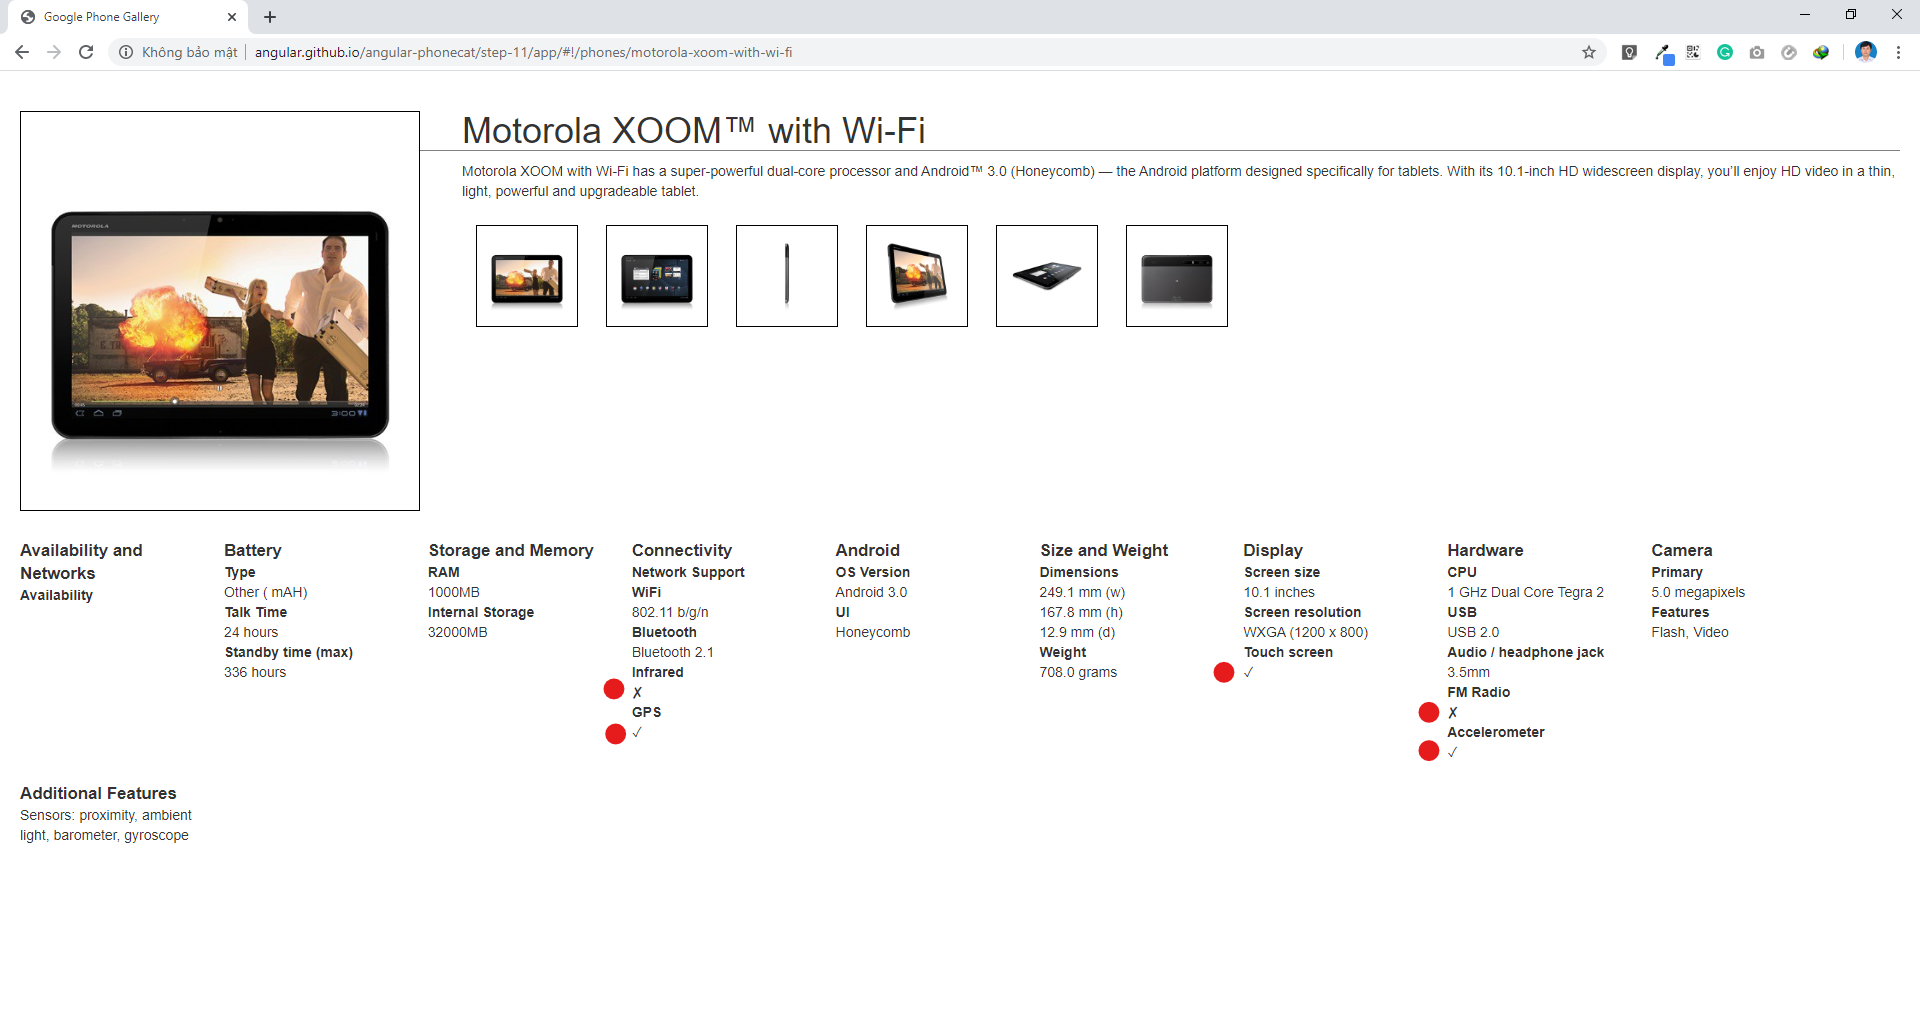 Google Phone Gallery
Không bảo mật
angular.github.io/angular-phonecat/step-11/app/#!/phones/motorola-xoom-with-wi-fi
Motorola XOOM™ with Wi-Fi
Motorola XOOM with Wi-Fi has a super-powerful dual-core processor and Android™ 3.0 (Honeycomb) — the Android platform designed specifically for tablets. With its 10.1-inch HD widescreen display, you’ll enjoy HD video in a thin,
light, powerful and upgradeable tablet.
MOTOROLA
3:00
Availability and
Networks
Availability
Battery
Type
Other ( mAH)
Talk Time
24 hours
Standby time (max)
336 hours
Storage and Memory
RAM
1000MB
Internal Storage
32000MB
Connectivity
Network Support
WiFi
802.11 b/g/n
Bluetooth
Bluetooth 2.1
Infrared
✗
GPS
✓
Android
OS Version
Android 3.0
UI
Honeycomb
Size and Weight
Dimensions
249.1 mm (w)
167.8 mm (h)
12.9 mm (d)
Weight
708.0 grams
Display
Screen size
10.1 inches
Screen resolution
WXGA (1200 x 800)
Touch screen
✓
Hardware
CPU
1 GHz Dual Core Tegra 2
USB
USB 2.0
Audio / headphone jack
3.5mm
FM Radio
✗
Accelerometer
✓
Camera
Primary
5.0 megapixels
Features
Flash, Video
Additional Features
Sensors: proximity, ambient
light, barometer, gyroscope